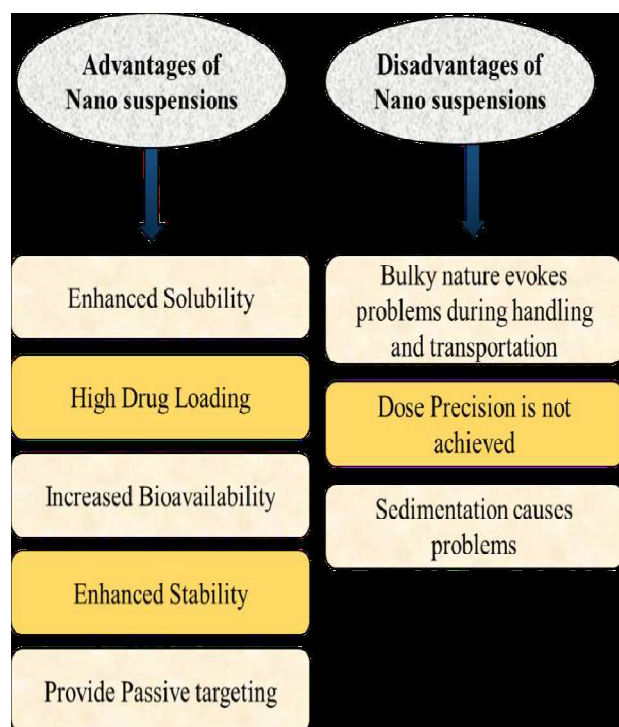 Advantages of
Nano suspensions
Enhanced Solubility
High Drug Loading
Increased Bioavailability
Enhanced Stability
Provide Passive targeting
Disadvantages of
Nano suspensions
Bulky nature evokes
problems during handling
and transportation
Dose Precision is not
achieved
Sedimentation causes
problems